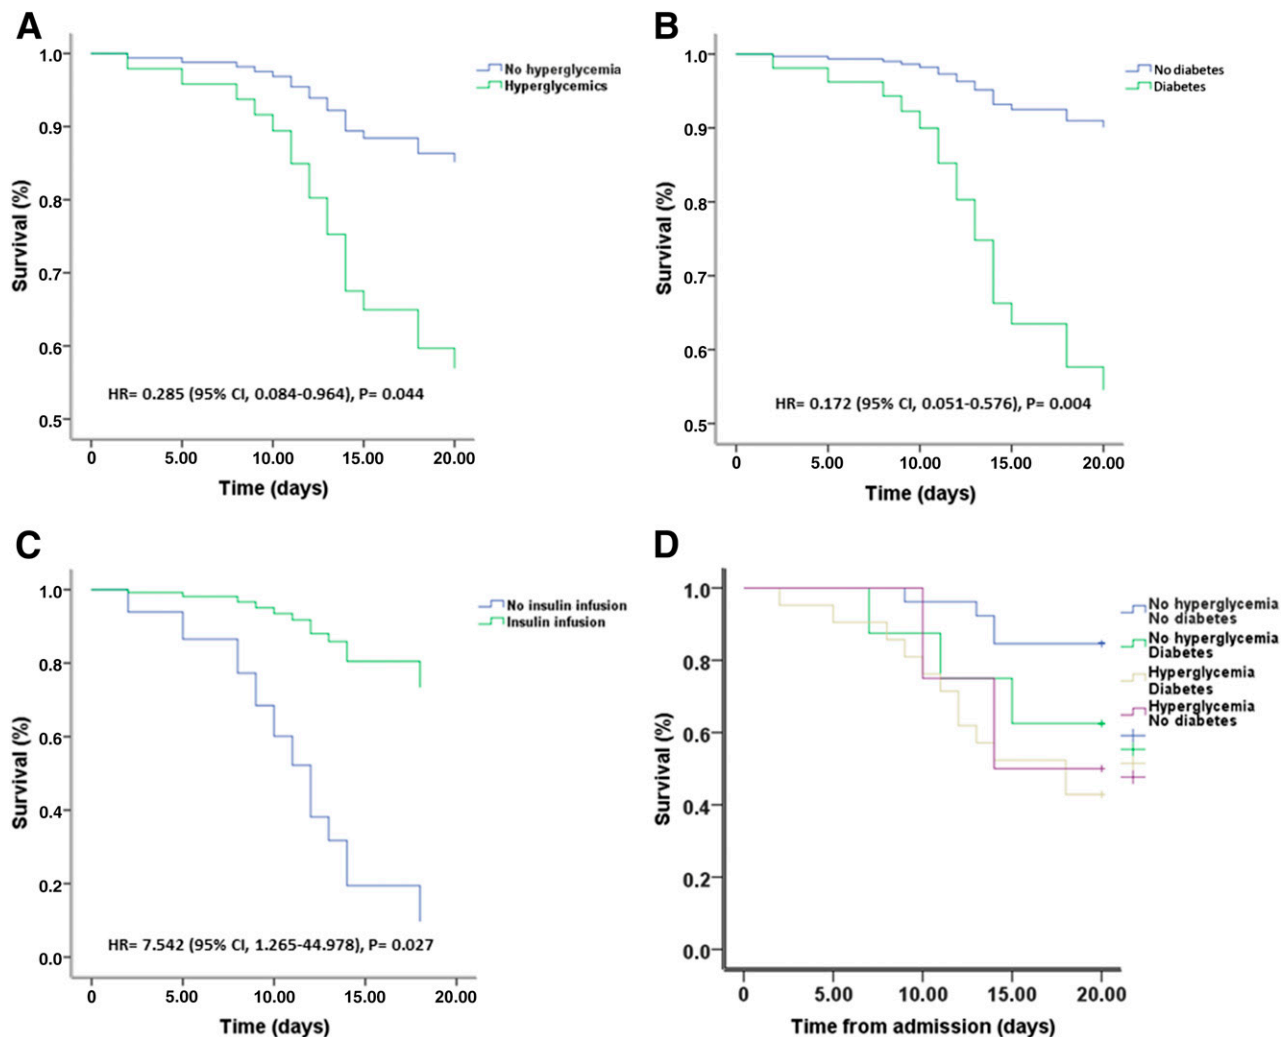 A
Survival (%)
1.0
0.9
0.8
0.7
0.6
0.5
No hyperglycemia
Hyperglycemics
HR= 0.285 (95% CI, 0.084-0.964), P= 0.044
0 5.00 10.00 15.00 20.00
Time (days)
B
Survival (%)
1.0
0.9
0.8
0.7
0.6
0.5
No diabetes
Diabetes
HR= 0.172 (95% CI, 0.051-0.576), P= 0.004
0 5.00 10.00 15.00 20.00
Time (days)
C
Survival (%)
1.0
0.8
0.6
0.4
0.2
0.0
No insulin infusion
Insulin infusion
HR= 7.542 (95% CI, 1.265-44.978), P= 0.027
0 5.00 10.00 15.00 20.00
Time (days)
D
Survival (%)
1.0
0.8
0.6
0.4
0.2
0.0
No hyperglycemia
No diabetes
No hyperglycemia
Diabetes
Hyperglycemia
Diabetes
Hyperglycemia
No diabetes
0 5.00 10.00 15.00 20.00
Time from admission (days)